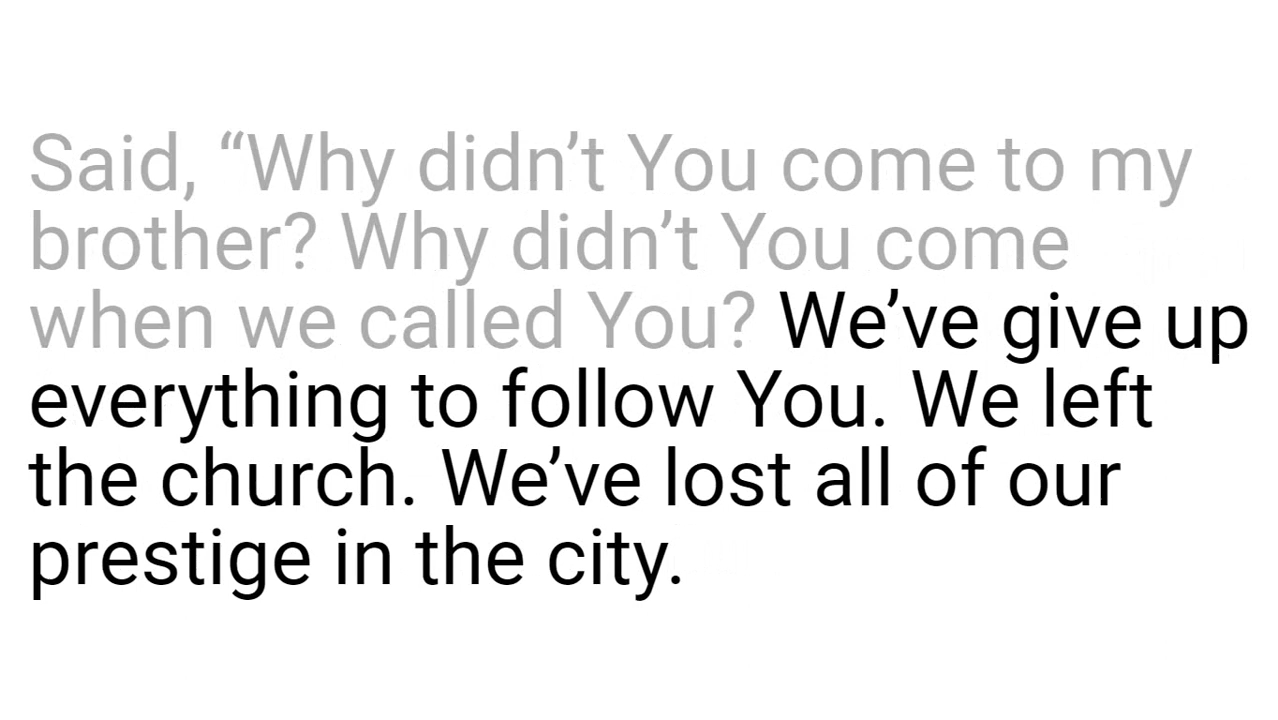 Said, “Why didn’t You come to my
brother? Why didn’t You come
when we called You? We’ve give up
everything to follow You. We left
the church. We’ve lost all of our
prestige in the city.